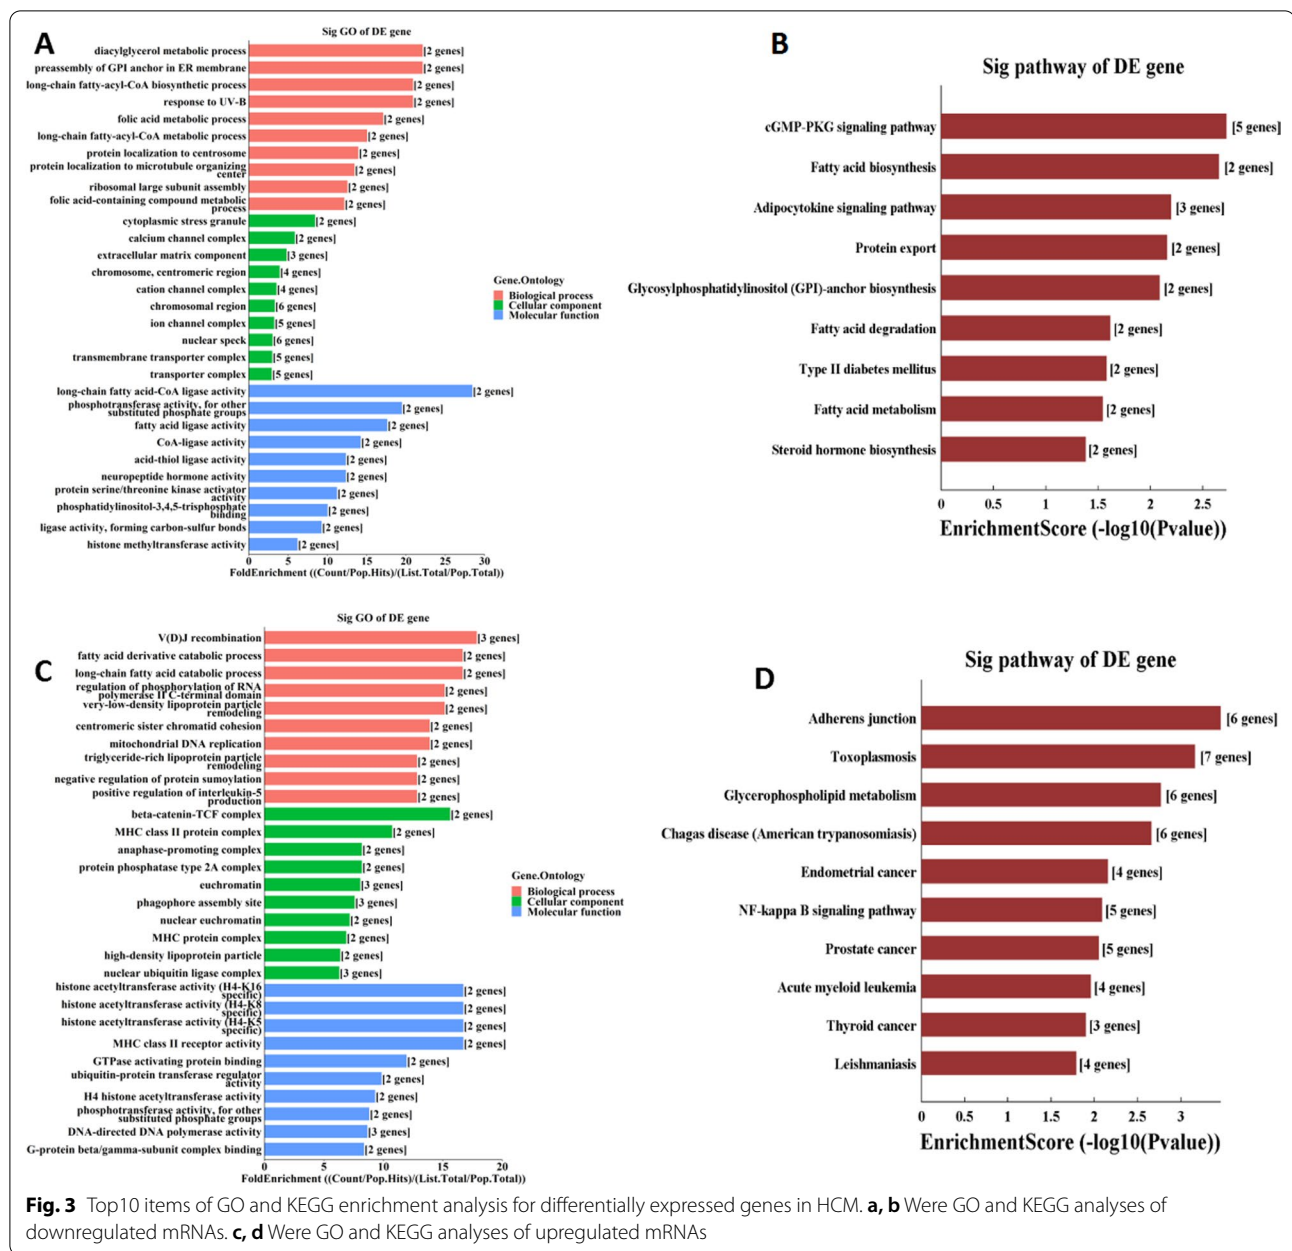 A
Sig GO of DE gene
diacylglycerol metabolic process [2 genes]
preassembly of GPI anchor in ER membrane [2 genes]
long-chain fatty-acyl-CoA biosynthetic process [2 genes]
response to UV-B [2 genes]
folic acid metabolic process [2 genes]
long-chain fatty-acyl-CoA metabolic process [2 genes]
protein localization to centrosome [2 genes]
protein localization to microtubule organizing
center [2 genes]
ribosomal large subunit assembly [2 genes]
folic acid-containing compound metabolic
process [2 genes]
cytoplasmic stress granule [2 genes]
calcium channel complex [2 genes]
extracellular matrix component [3 genes]
chromosome, centromeric region [4 genes]
cation channel complex [4 genes]
chromosomal region [6 genes]
ion channel complex [5 genes]
nuclear speck [6 genes]
transmembrane transporter complex [5 genes]
transporter complex [5 genes]
long-chain fatty acid-CoA ligase activity [2 genes]
phosphotransferase activity, for other
substituted phosphate groups [2 genes]
fatty acid ligase activity [2 genes]
CoA-ligase activity [2 genes]
acid-thiol ligase activity [2 genes]
neuropeptide hormone activity [2 genes]
protein serine/threonine kinase activator
activity [2 genes]
phosphatidylinositol-3,4,5-trisphosphate
binding [2 genes]
ligase activity, forming carbon-sulfur bonds [2 genes]
histone methyltransferase activity [2 genes]
0 5 10 15 20 25 30
FoldEnrichment ((Count/Pop.Hits)/(List.Total/Pop.Total))
Gene.Ontology
Biological process
Cellular component
Molecular function
B
Sig pathway of DE gene
cGMP-PKG signaling pathway [5 genes]
Fatty acid biosynthesis [2 genes]
Adipocytokine signaling pathway [3 genes]
Protein export [2 genes]
Glycosylphosphatidylinositol (GPI)-anchor biosynthesis [2 genes]
Fatty acid degradation [2 genes]
Type II diabetes mellitus [2 genes]
Fatty acid metabolism [2 genes]
Steroid hormone biosynthesis [2 genes]
0 0.5 1 1.5 2 2.5
EnrichmentScore (-log10(Pvalue))
C
Sig GO of DE gene
V(D)J recombination [3 genes]
fatty acid derivative catabolic process [2 genes]
long-chain fatty acid catabolic process [2 genes]
regulation of phosphorylation of RNA
polymerase II C-terminal domain [2 genes]
very-low-density lipoprotein particle
remodeling [2 genes]
centromeric sister chromatid cohesion [2 genes]
mitochondrial DNA replication [2 genes]
triglyceride-rich lipoprotein particle
remodeling [2 genes]
negative regulation of protein sumoylation [2 genes]
positive regulation of interleukin-5
production [2 genes]
beta-catenin-TCF complex [2 genes]
MHC class II protein complex [2 genes]
anaphase-promoting complex [2 genes]
protein phosphatase type 2A complex [2 genes]
euchromatin [3 genes]
phagophore assembly site [3 genes]
nuclear euchromatin [2 genes]
MHC protein complex [2 genes]
high-density lipoprotein particle [2 genes]
nuclear ubiquitin ligase complex [3 genes]
histone acetyltransferase activity (H4-K16
specific) [2 genes]
histone acetyltransferase activity (H4-K8
specific) [2 genes]
histone acetyltransferase activity (H4-K5
specific) [2 genes]
MHC class II receptor activity [2 genes]
GTPase activating protein binding [2 genes]
ubiquitin-protein transferase regulator
activity [2 genes]
H4 histone acetyltransferase activity [2 genes]
phosphotransferase activity, for other
substituted phosphate groups [2 genes]
DNA-directed DNA polymerase activity [3 genes]
G-protein beta/gamma-subunit complex binding [2 genes]
0 5 10 15 20
FoldEnrichment ((Count/Pop.Hits)/(List.Total/Pop.Total))
Gene.Ontology
Biological process
Cellular component
Molecular function
D
Sig pathway of DE gene
Adherens junction [6 genes]
Toxoplasmosis [7 genes]
Glycerophospholipid metabolism [6 genes]
Chagas disease (American trypanosomiasis) [6 genes]
Endometrial cancer [4 genes]
NF-kappa B signaling pathway [5 genes]
Prostate cancer [5 genes]
Acute myeloid leukemia [4 genes]
Thyroid cancer [3 genes]
Leishmaniasis [4 genes]
0 0.5 1 1.5 2 2.5 3
EnrichmentScore (-log10(Pvalue))
Fig. 3 Top10 items of GO and KEGG enrichment analysis for differentially expressed genes in HCM. a, b Were GO and KEGG analyses of
downregulated mRNAs. c, d Were GO and KEGG analyses of upregulated mRNAs